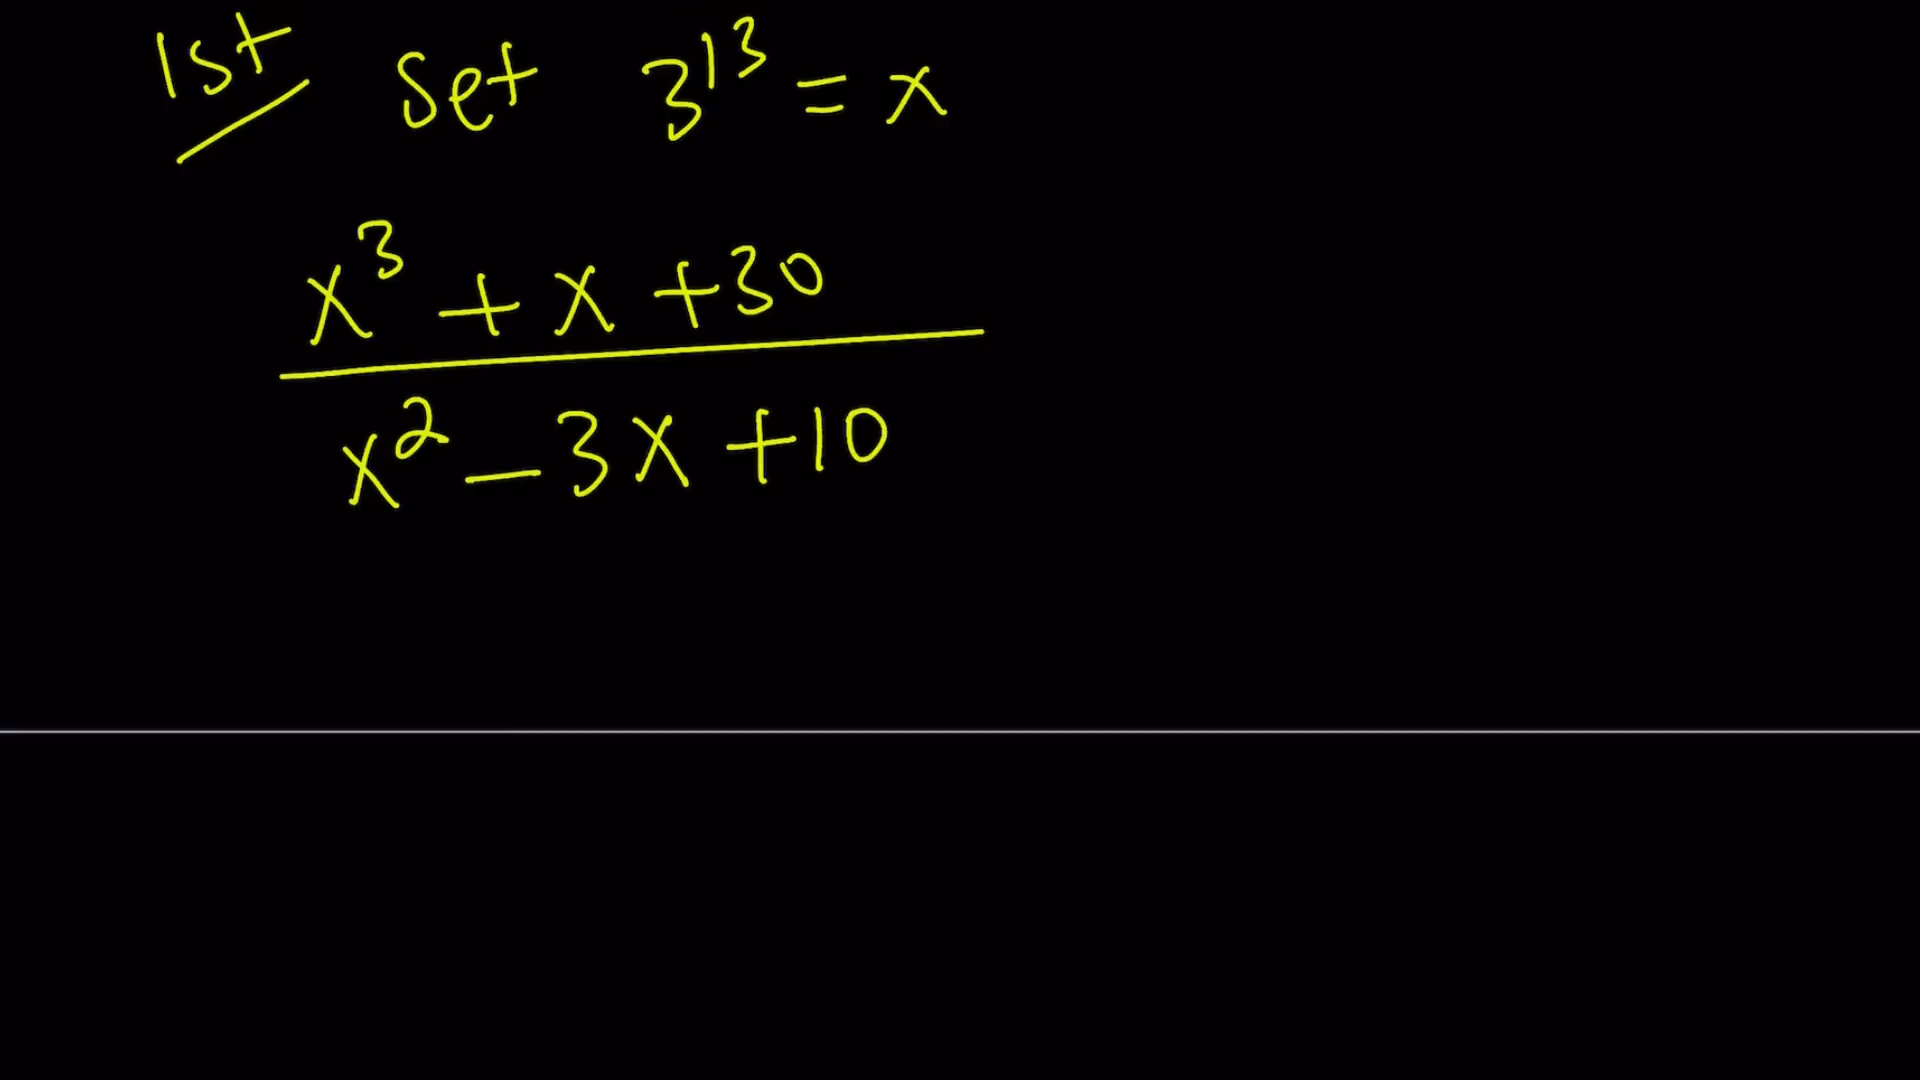 1st Set 3^13 = x
x^3 + x + 30
x^2 - 3x + 10